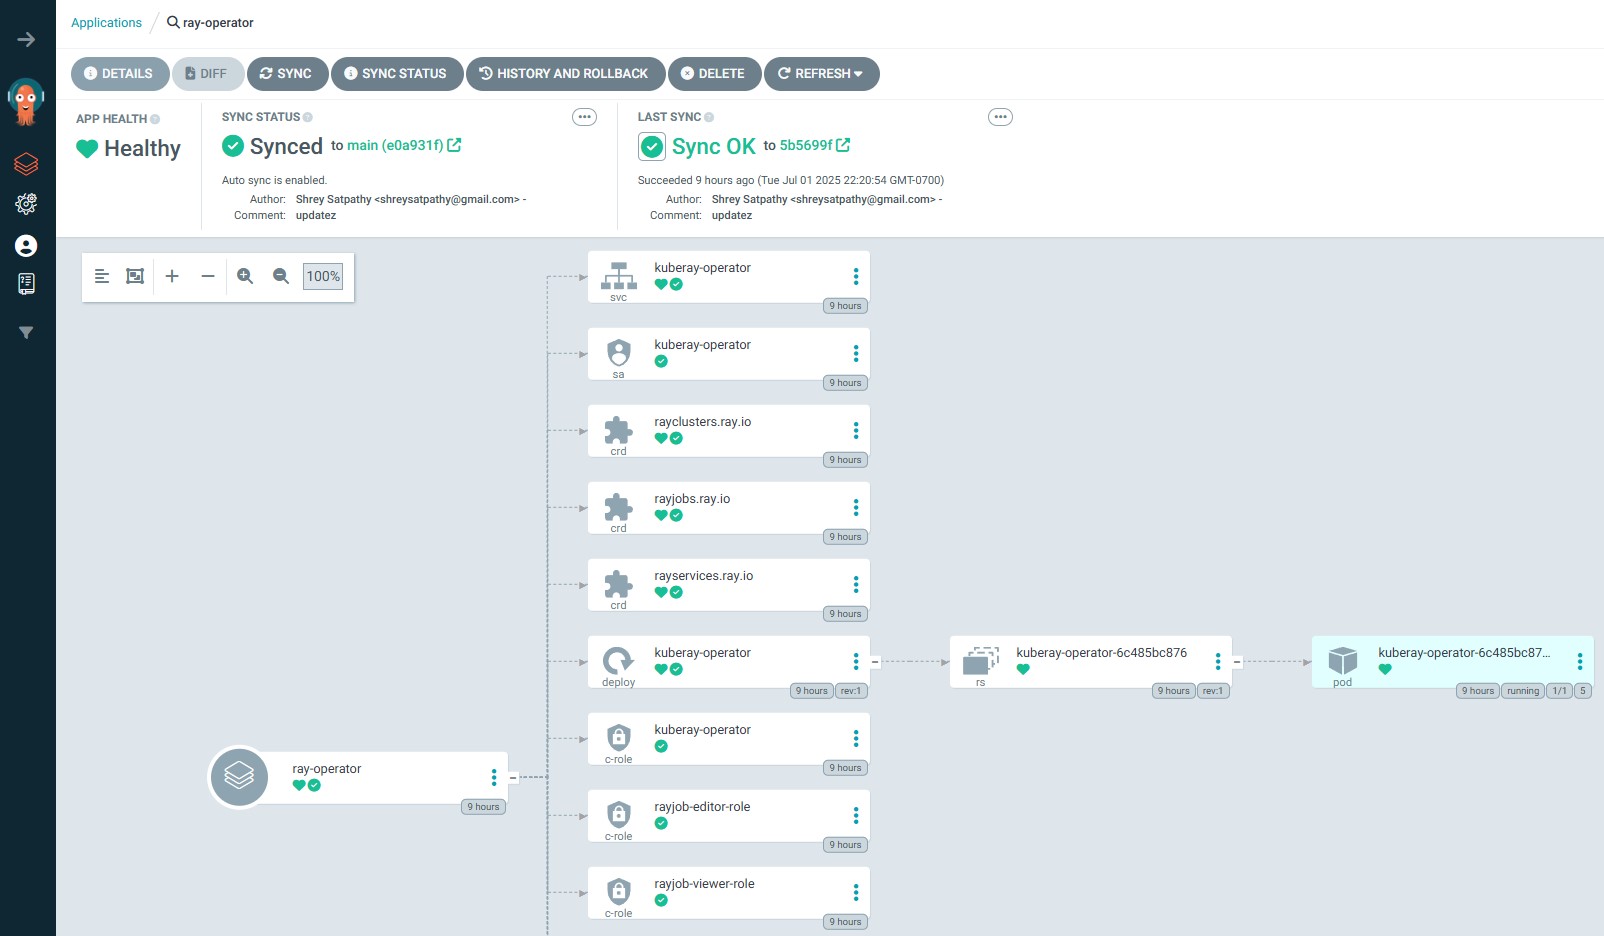 Applications / ray-operator
DETAILS DIFF SYNC SYNC STATUS HISTORY AND ROLLBACK DELETE REFRESH
APP HEALTH
Healthy
SYNC STATUS
Synced to main (e0a931f)
Auto sync is enabled.
Author: Shrey Satpathy <shreysatpathy@gmail.com> -
Comment: updatez
LAST SYNC
Sync OK to 5b5699f
Succeeded 9 hours ago (Tue Jul 01 2025 22:20:54 GMT-0700)
Author: Shrey Satpathy <shreysatpathy@gmail.com> -
Comment: updatez
100%
kuberay-operator
svc
9 hours
kuberay-operator
sa
9 hours
rayclusters.ray.io
crd
9 hours
rayjobs.ray.io
crd
9 hours
rayservices.ray.io
crd
9 hours
kuberay-operator
deploy
9 hours rev:1
kuberay-operator-6c485bc876
rs
9 hours rev:1
kuberay-operator-6c485bc87...
pod
9 hours running 1/1 5
kuberay-operator
c-role
9 hours
ray-operator
9 hours
rayjob-editor-role
c-role
9 hours
rayjob-viewer-role
c-role
9 hours